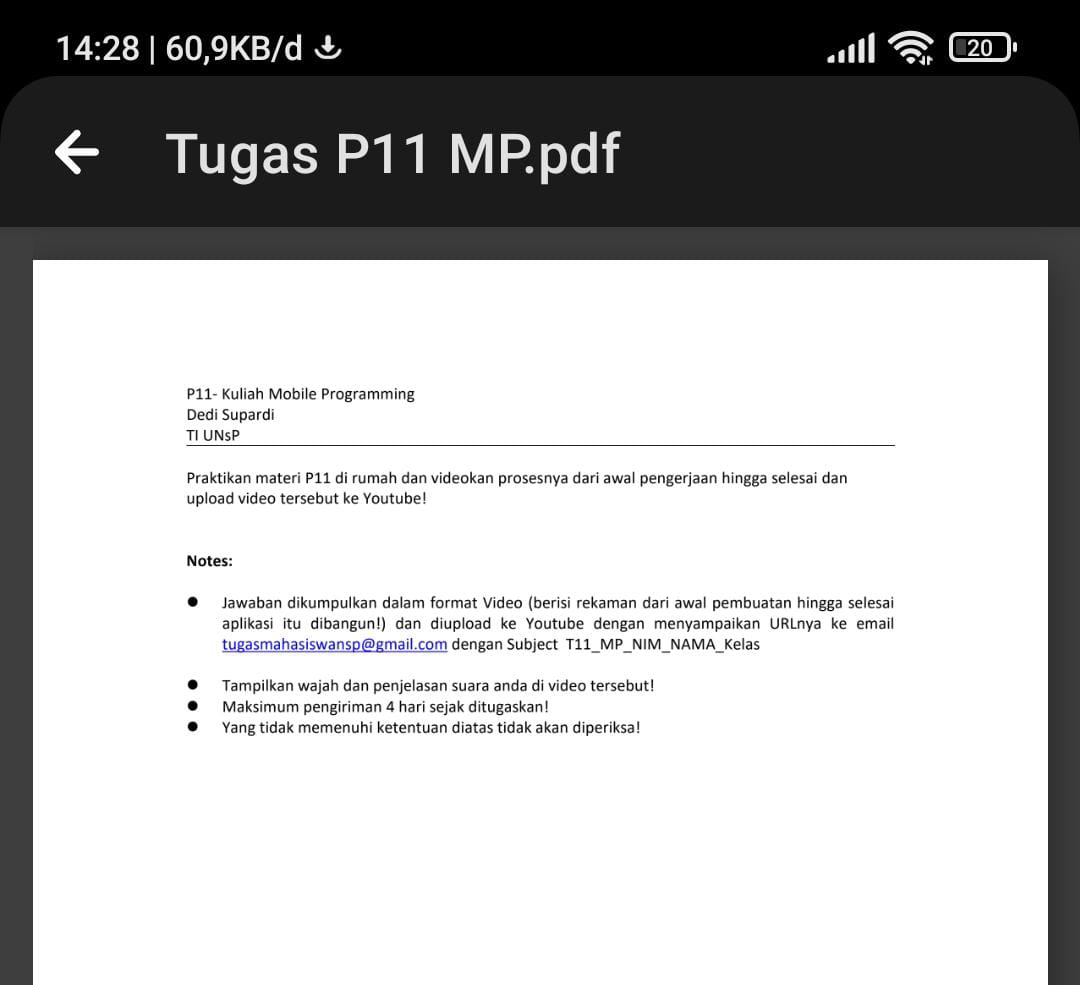 14:28 | 60,9KB/d
20
Tugas P11 MP.pdf
P11- Kuliah Mobile Programming
Dedi Supardi
TI UNsP
Praktikan materi P11 di rumah dan videokan prosesnya dari awal pengerjaan hingga selesai dan
upload video tersebut ke Youtube!
Notes:
● Jawaban dikumpulkan dalam format Video (berisi rekaman dari awal pembuatan hingga selesai
aplikasi itu dibangun!) dan diupload ke Youtube dengan menyampaikan URLnya ke email
tugasmahasiswansp@gmail.com dengan Subject T11_MP_NIM_NAMA_Kelas
● Tampilkan wajah dan penjelasan suara anda di video tersebut!
● Maksimum pengiriman 4 hari sejak ditugaskan!
● Yang tidak memenuhi ketentuan diatas tidak akan diperiksa!